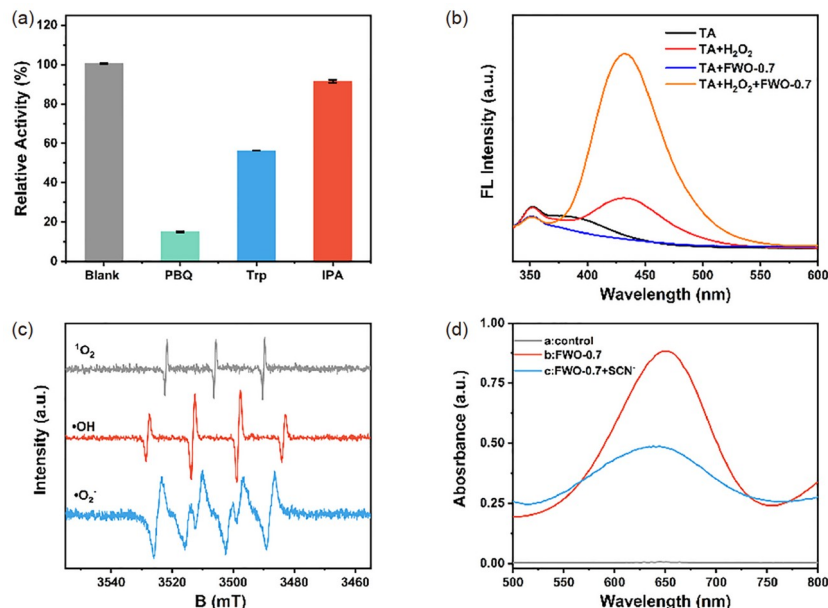 (a)
Relative Activity (%)
120
100
80
60
40
20
0
Blank
PBQ
Trp
IPA
(b)
FL Intensity (a.u.)
TA
TA+H₂O₂
TA+FWO-0.7
TA+H₂O₂+FWO-0.7
350
400
450
500
550
600
Wavelength (nm)
(c)
Intensity (a.u.)
¹O₂
•OH
•O₂⁻
3540
3520
3500
3480
3460
B (mT)
(d)
Abosrbance (a.u.)
1.00
0.75
0.50
0.25
0.00
a:control
b:FWO-0.7
c:FWO-0.7+SCN⁻
500
550
600
650
700
750
800
Wavelength (nm)